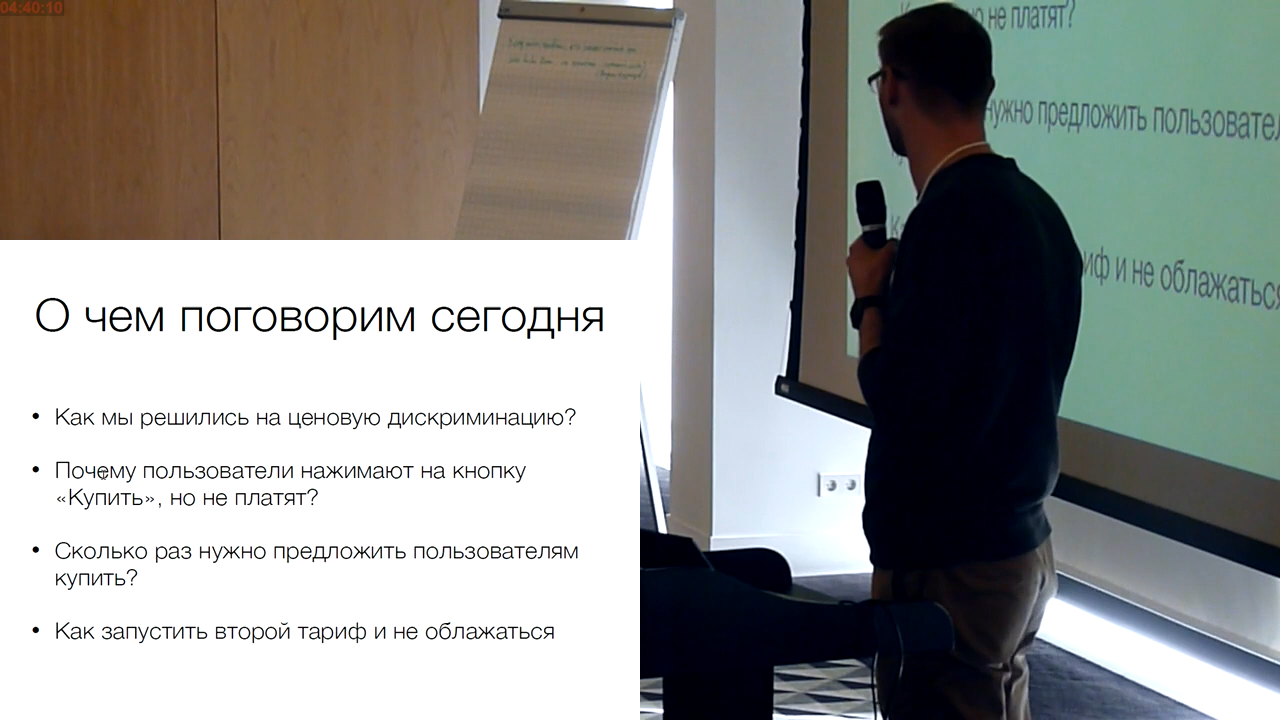 04:40:10
но не платят?
нужно предложить пользовател
иф и не облажаться
О чем поговорим сегодня
• Как мы решились на ценовую дискриминацию?
• Почему пользователи нажимают на кнопку
«Купить», но не платят?
• Сколько раз нужно предложить пользователям
купить?
• Как запустить второй тариф и не облажаться